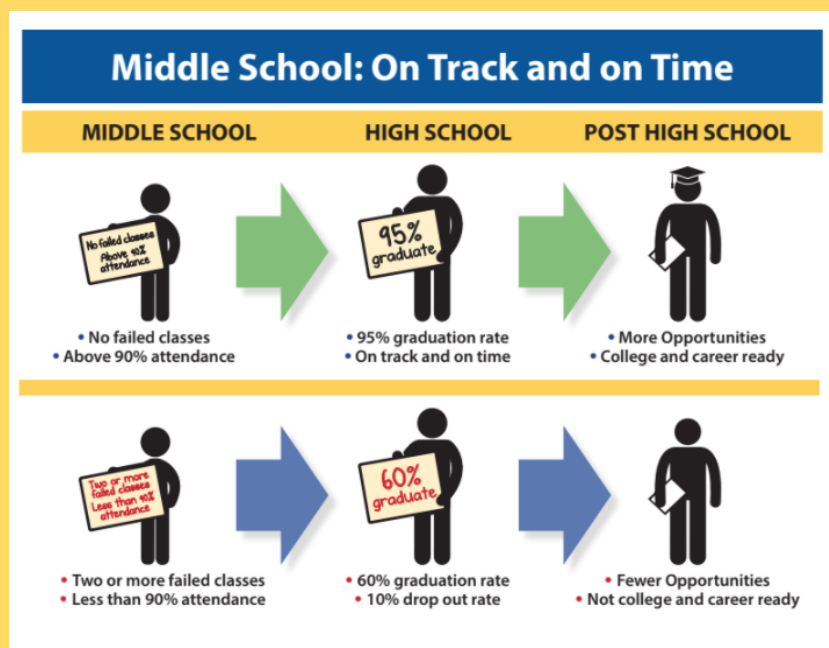 Middle School: On Track and on Time
MIDDLE SCHOOL
HIGH SCHOOL
POST HIGH SCHOOL
No failed classes
Above 90%
attendance
95%
graduate
• No failed classes
• Above 90% attendance
• 95% graduation rate
• On track and on time
• More Opportunities
• College and career ready
Two or more
failed classes
Less than 90%
attendance
60%
graduate
• Two or more failed classes
• Less than 90% attendance
• 60% graduation rate
• 10% drop out rate
• Fewer Opportunities
• Not college and career ready